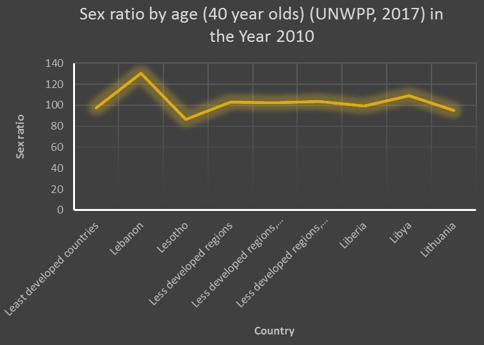 Sex ratio by age (40 year olds) (UNWPP, 2017) in
the Year 2010
140
120
100
80
60
40
20
0
Sex ratio
Least developed countries
Lebanon
Lesotho
Less developed regions
Less developed regions,...
Less developed regions,...
Liberia
Libya
Lithuania
Country